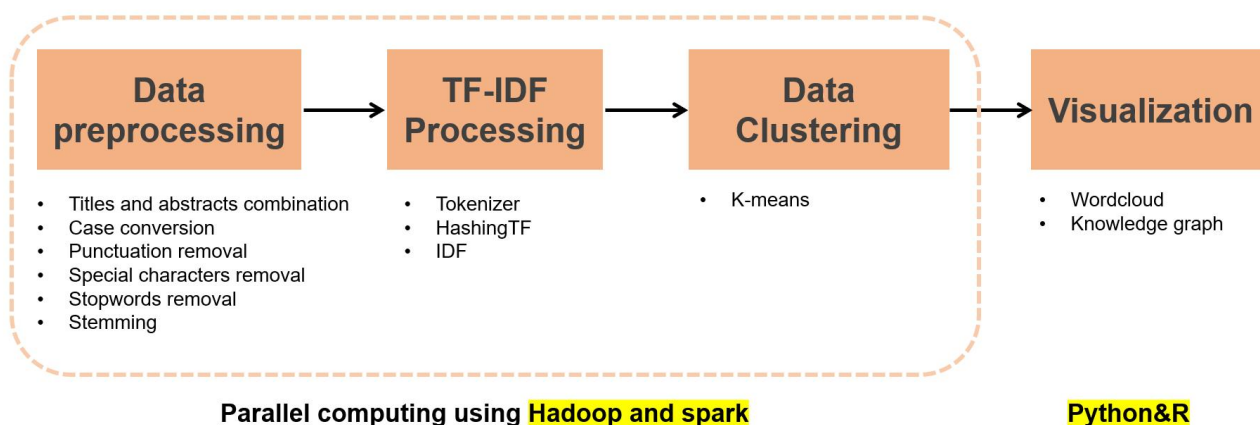 Data
preprocessing
TF-IDF
Processing
Data
Clustering
Visualization
• Titles and abstracts combination
• Case conversion
• Punctuation removal
• Special characters removal
• Stopwords removal
• Stemming
• Tokenizer
• HashingTF
• IDF
• K-means
• Wordcloud
• Knowledge graph
Parallel computing using Hadoop and spark
Python&R